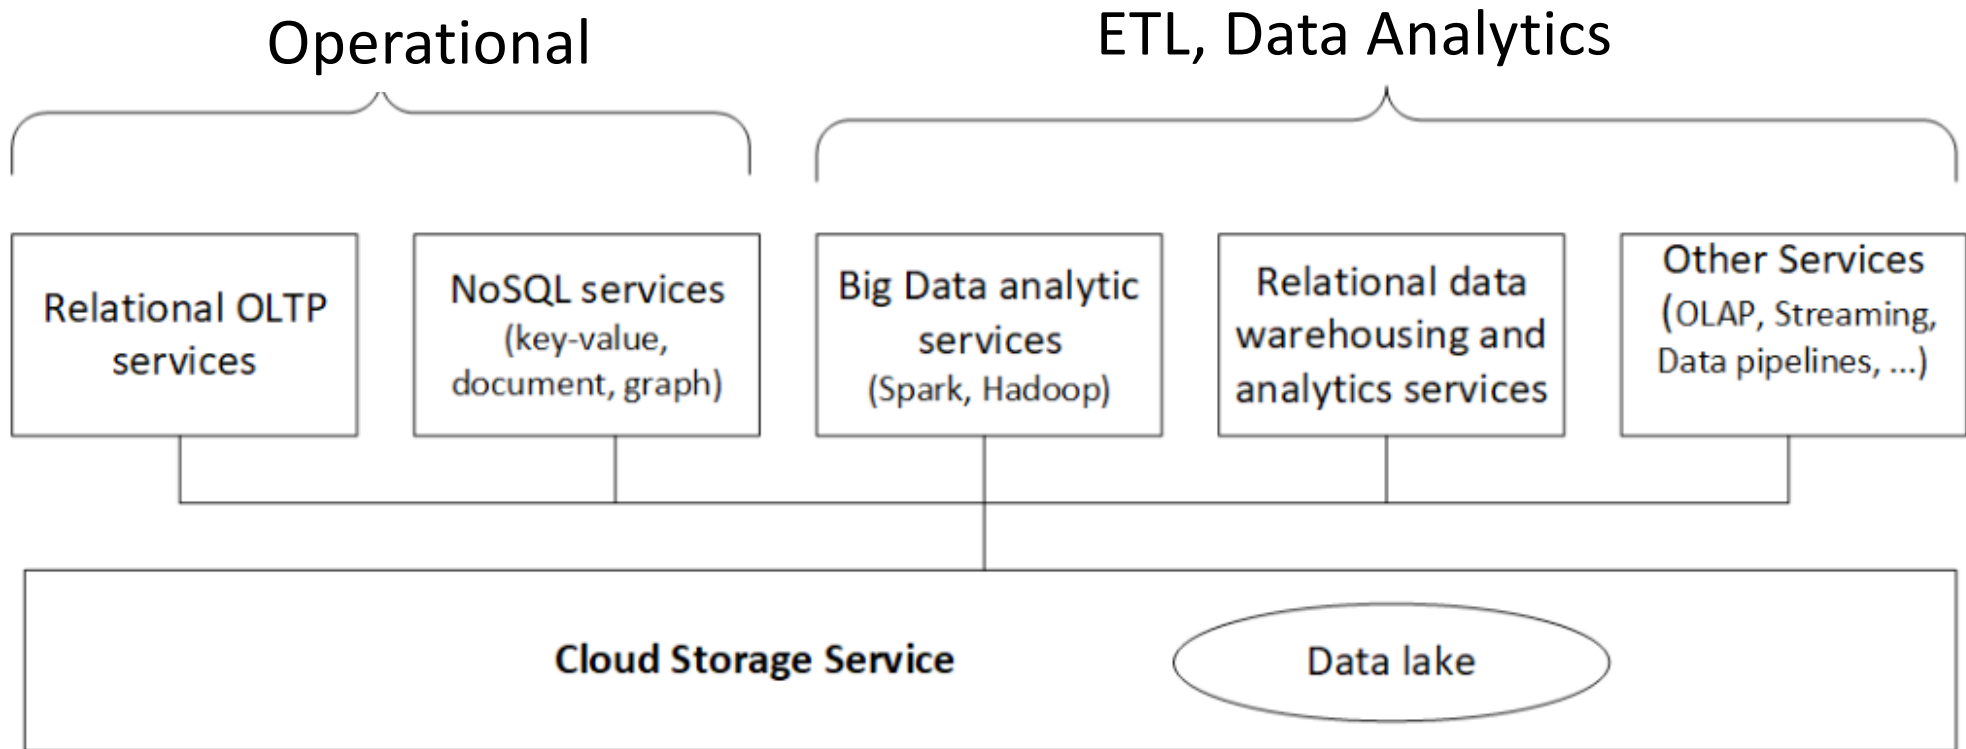 Operational
ETL, Data Analytics
Relational OLTP
services
NoSQL services
(key-value,
document, graph)
Big Data analytic
services
(Spark, Hadoop)
Relational data
warehousing and
analytics services
Other Services
(OLAP, Streaming,
Data pipelines, ...)
Cloud Storage Service
Data lake